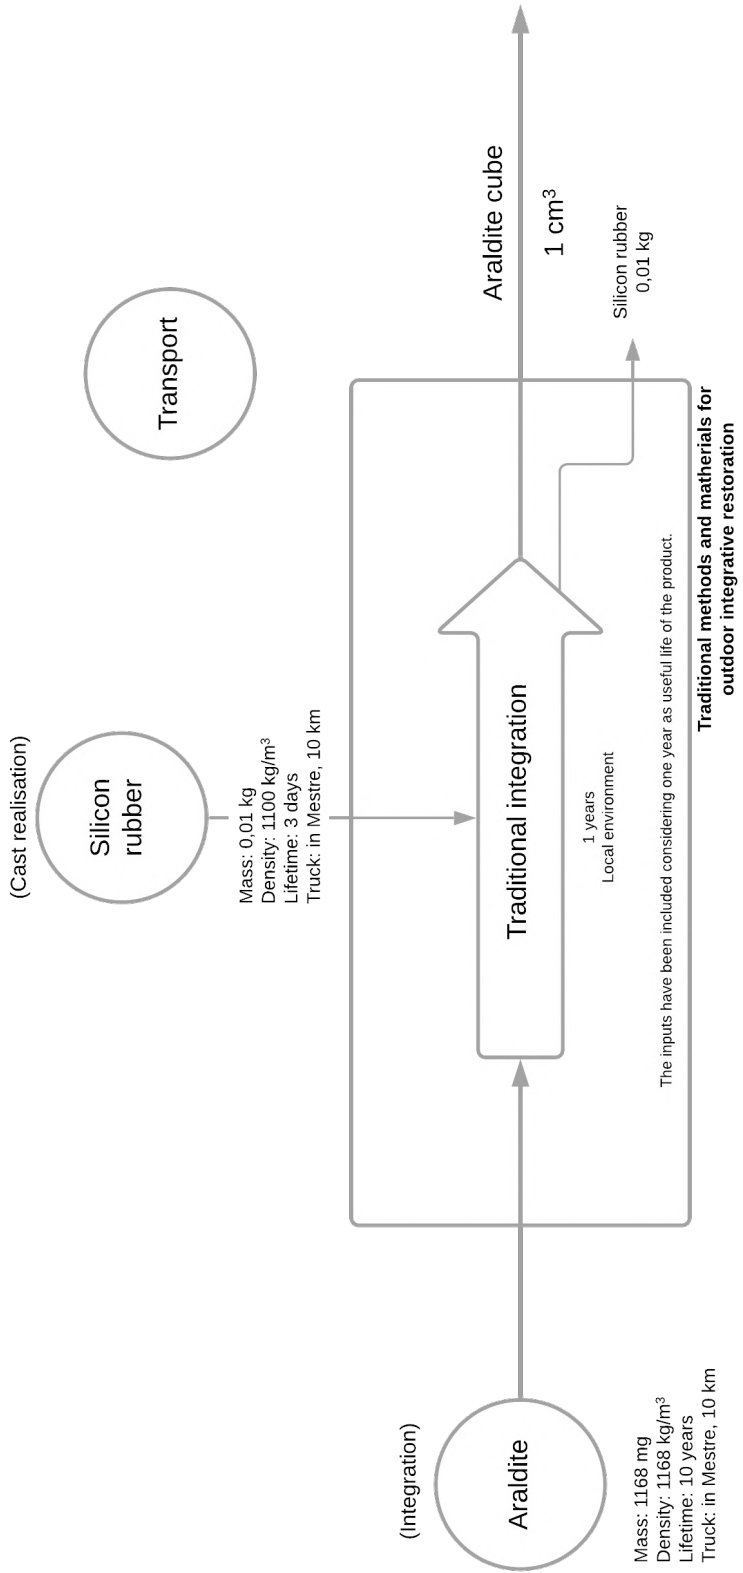 (Cast realisation)
Silicon
rubber
Mass: 0,01 kg
Density: 1100 kg/m³
Lifetime: 3 days
Truck: in Mestre, 10 km
Transport
(Integration)
Araldite
Mass: 1168 mg
Density: 1168 kg/m³
Lifetime: 10 years
Truck: in Mestre, 10 km
Traditional integration
1 years
Local environment
The inputs have been included considering one year as useful life of the product.
Araldite cube
1 cm³
Silicon rubber
0,01 kg
Traditional methods and matherials for
outdoor integrative restoration